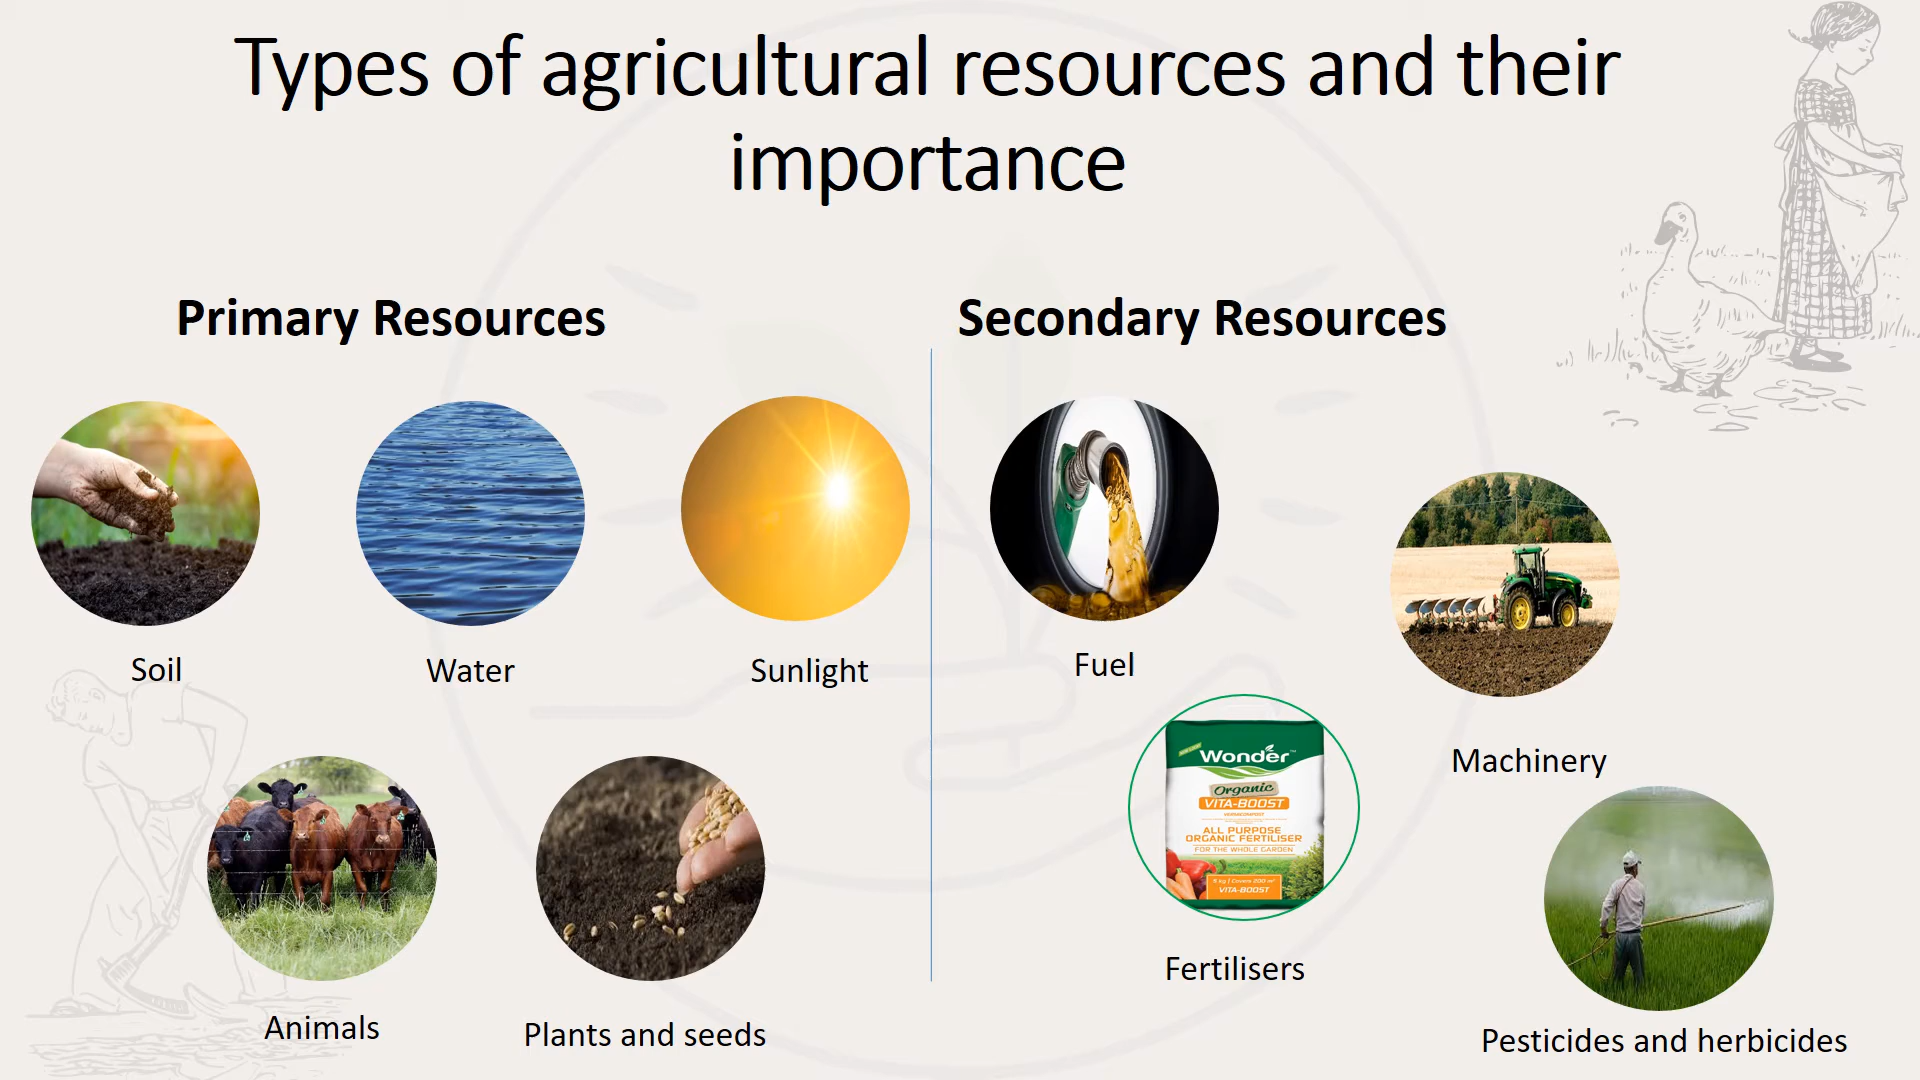 Types of agricultural resources and their
importance
Primary Resources
Secondary Resources
Soil
Water
Sunlight
Animals
Plants and seeds
Fuel
Machinery
Wonder
Organic
VITA-BOOST
ALL PURPOSE
ORGANIC FERTILISER
FOR THE WHOLE GARDEN
VITA-BOOST
Fertilisers
Pesticides and herbicides